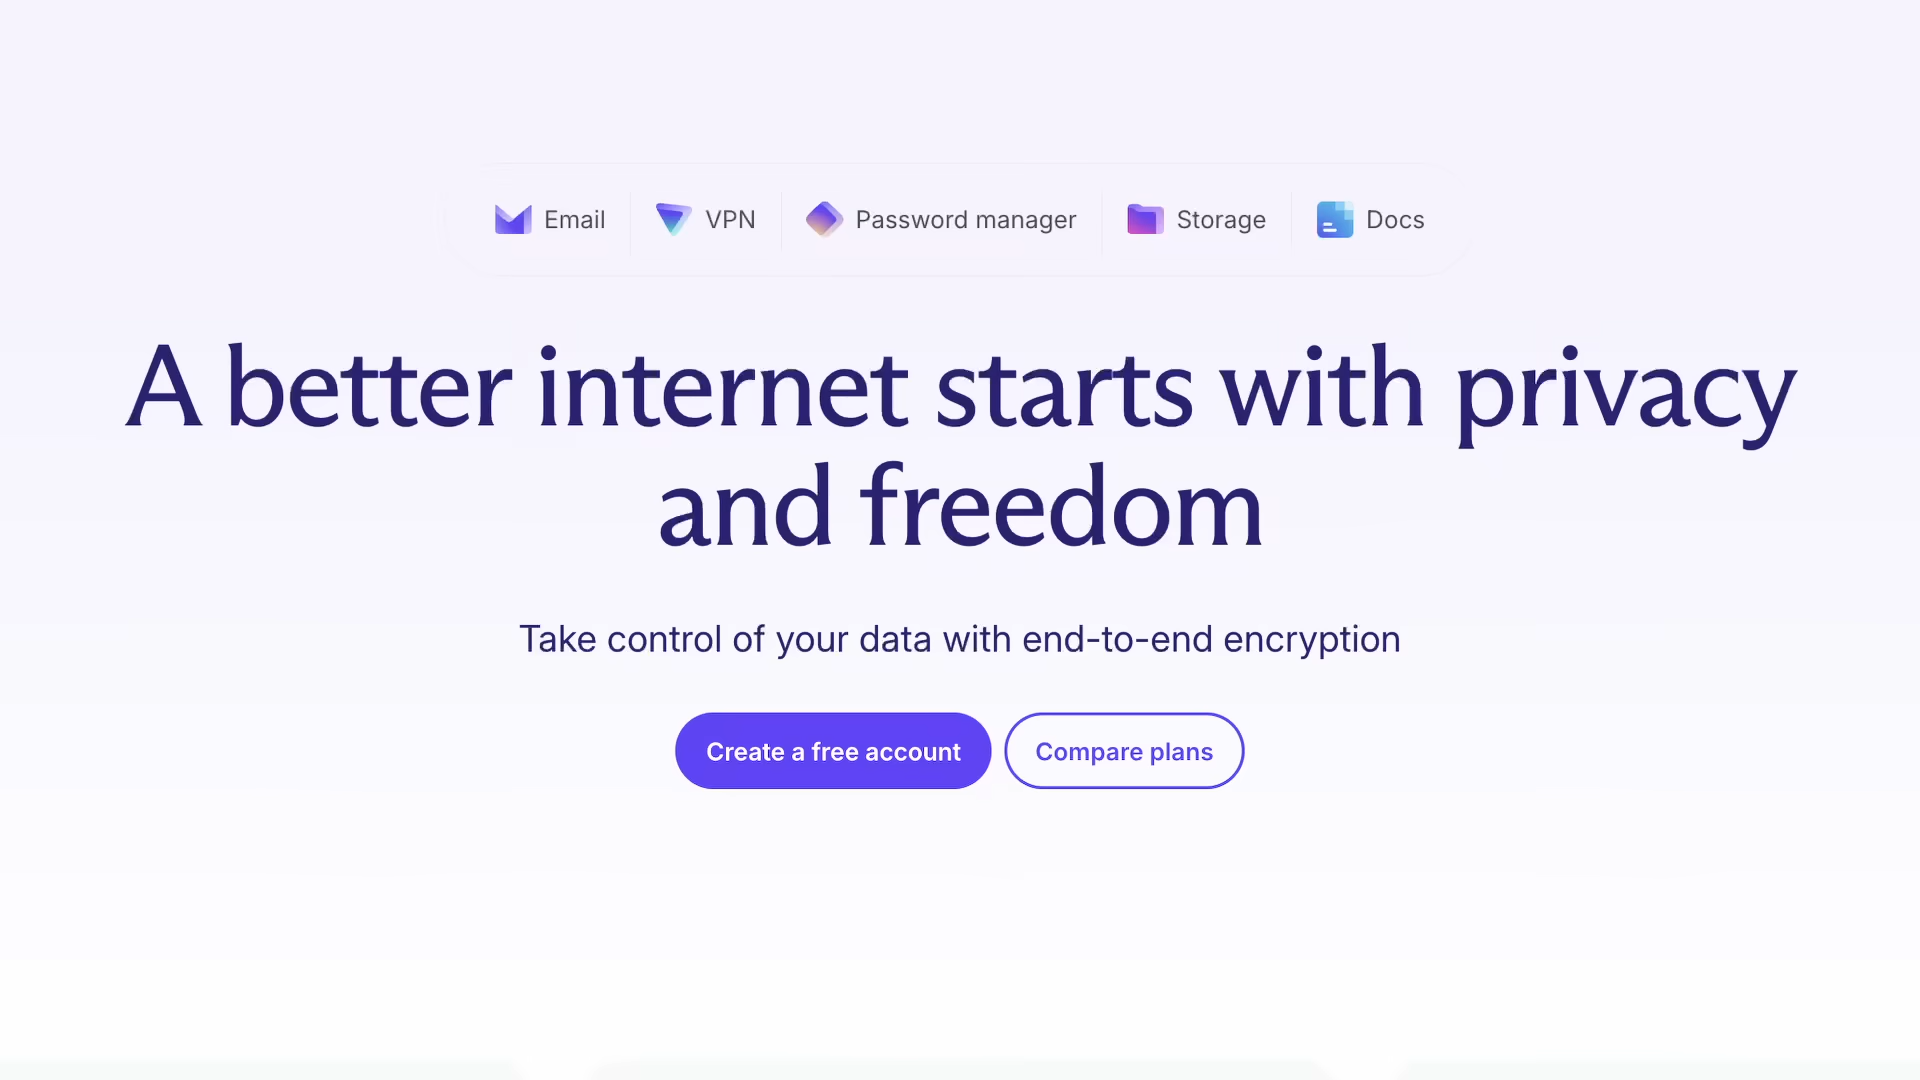 Email VPN Password manager Storage Docs
A better internet starts with privacy
and freedom
Take control of your data with end-to-end encryption
Create a free account Compare plans